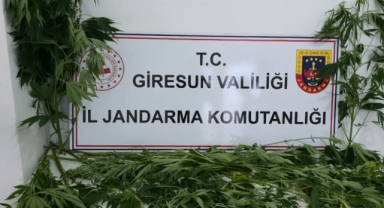 T.C.
GİRESUN VALİLİĞİ
İL JANDARMA KOMUTANLIĞI